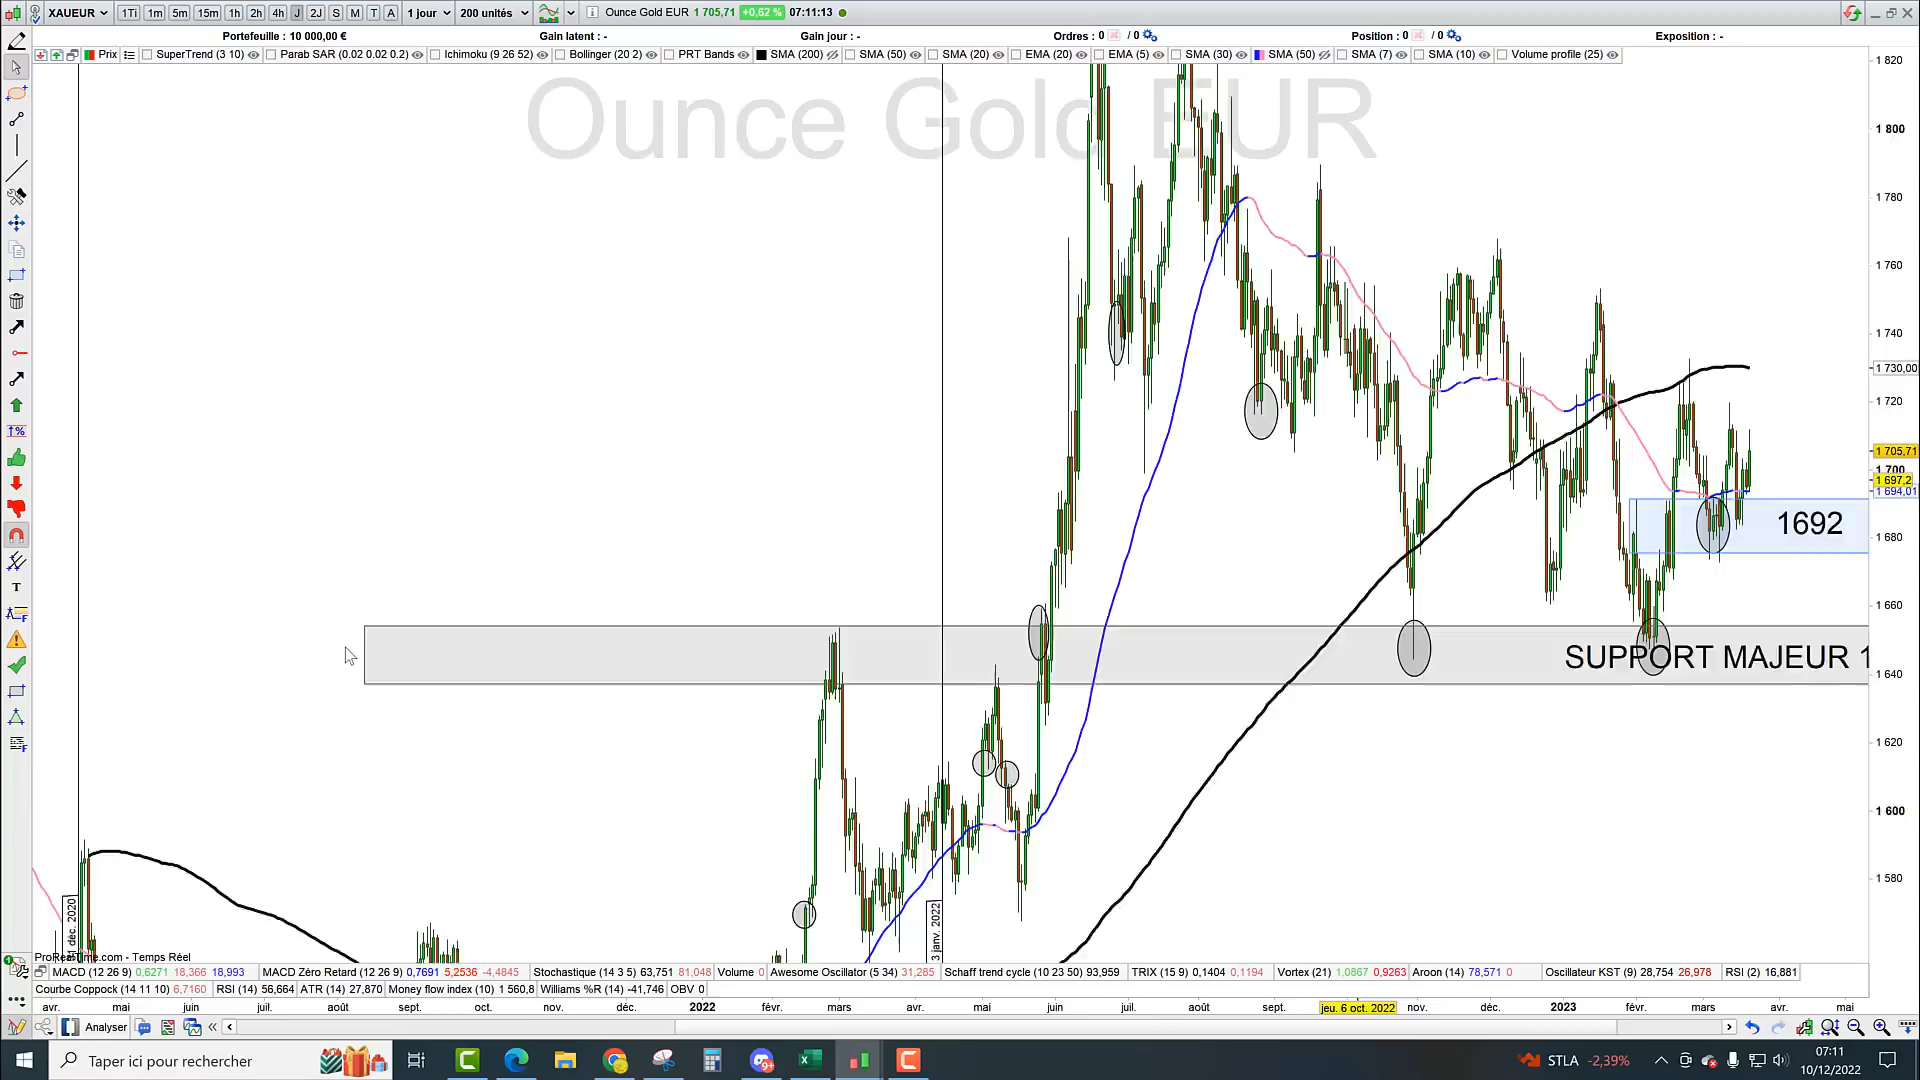 XAUEUR 1Ti 1m 5m 15m 1h 2h 4h J 2J S M T A 1 jour 200 unités Ounce Gold EUR 1 705,71 +0,62 % 07:11:13
Portefeuille : 10 000,00 € Gain latent : - Gain jour : - Ordres : 0 / 0 Position : 0 / 0 Exposition : -
Prix SuperTrend (3 10) Parab SAR (0.02 0.02 0.2) Ichimoku (9 26 52) Bollinger (20 2) PRT Bands SMA (200) SMA (50) SMA (20) EMA (20) EMA (5) SMA (30) SMA (50) SMA (7) SMA (10) Volume profile (25)
Ounce Gold EUR
1 820
1 800
1 780
1 760
1 740
1 730,00
1 720
1 705,71
1 700
1 697,2
1 694,01
1692
1 680
1 660
SUPPORT MAJEUR 1
1 640
1 620
1 600
1 580
déc. 2020
3 janv. 2022
ProRealTime.com - Temps Réel
MACD (12 26 9) 0,6271 18,366 18,993 MACD Zéro Retard (12 26 9) 0,7691 5,2536 -4,4845 Stochastique (14 3 5) 63,751 81,048 Volume 0 Awesome Oscillator (5 34) 31,285 Schaff trend cycle (10 23 50) 93,959 TRIX (15 9) 0,1404 0,1194 Vortex (21) 1,0867 0,9263 Aroon (14) 78,571 0 Oscillateur KST (9) 28,754 26,978 RSI (2) 16,881
Courbe Coppock (14 11 10) 6,7160 RSI (14) 56,664 ATR (14) 27,870 Money flow index (10) 1 560,8 Williams %R (14) -41,746 OBV 0
avr. mai juin juil. août sept. oct. nov. déc. 2022 févr. mars avr. mai juin juil. août sept. jeu. 6 oct. 2022 nov. déc. 2023 févr. mars avr. mai
Analyser
Taper ici pour rechercher
STLA -2,39%
07:11
10/12/2022